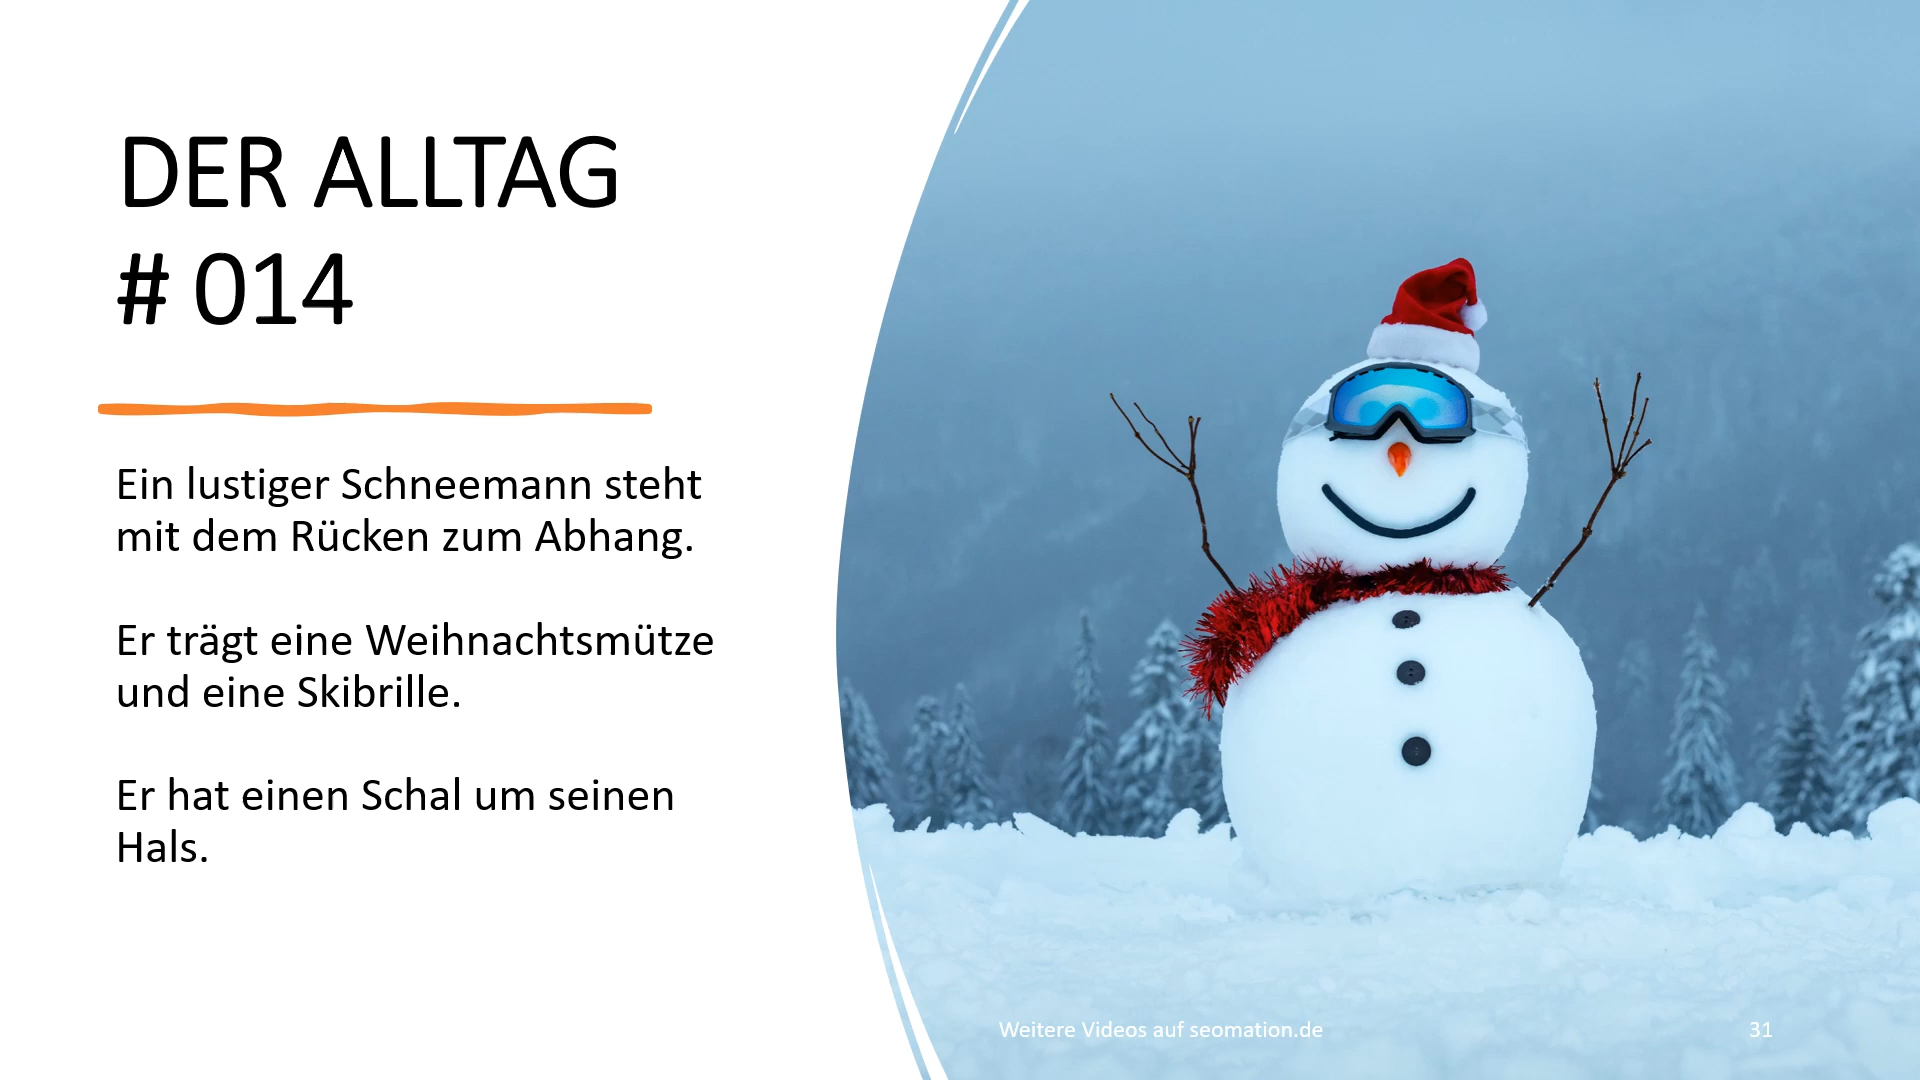 DER ALLTAG
# 014
Ein lustiger Schneemann steht
mit dem Rücken zum Abhang.
Er trägt eine Weihnachtsmütze
und eine Skibrille.
Er hat einen Schal um seinen
Hals.
Weitere Videos auf seomation.de
31